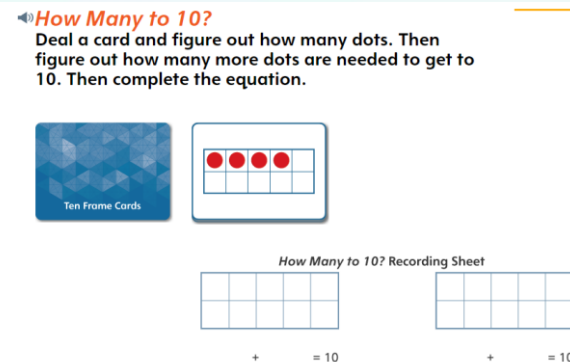 How Many to 10?
Deal a card and figure out how many dots. Then
figure out how many more dots are needed to get to
10. Then complete the equation.
Ten Frame Cards
How Many to 10? Recording Sheet
+ = 10
+ = 10